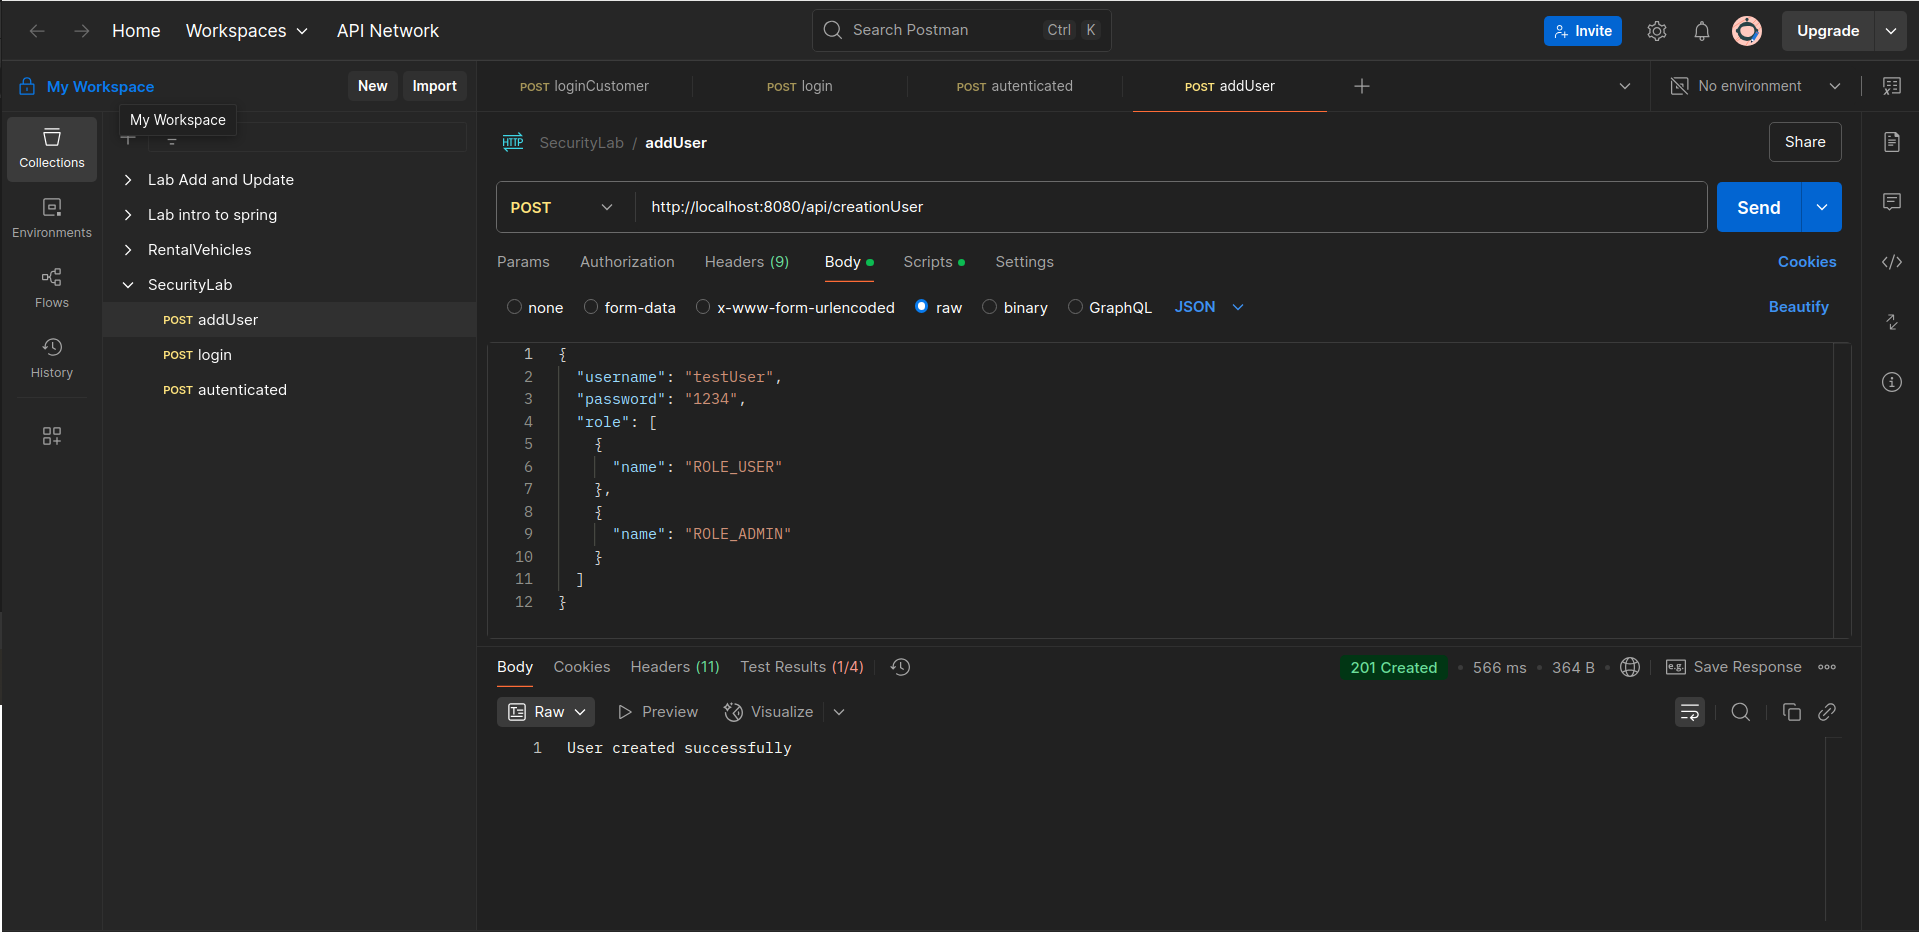 Home Workspaces API Network Search Postman Ctrl K Invite Upgrade
My Workspace New Import POST loginCustomer POST login POST autenticated POST addUser No environment
My Workspace
Collections
Environments
Flows
History
Lab Add and Update
Lab intro to spring
RentalVehicles
SecurityLab
POST addUser
POST login
POST autenticated
HTTP SecurityLab / addUser Share
POST http://localhost:8080/api/creationUser Send
Params Authorization Headers (9) Body Scripts Settings Cookies
none form-data x-www-form-urlencoded raw binary GraphQL JSON Beautify
1 {
2 "username": "testUser",
3 "password": "1234",
4 "role": [
5 {
6 "name": "ROLE_USER"
7 },
8 {
9 "name": "ROLE_ADMIN"
10 }
11 ]
12 }
Body Cookies Headers (11) Test Results (1/4) 201 Created 566 ms 364 B e.g. Save Response
Raw Preview Visualize
1 User created successfully